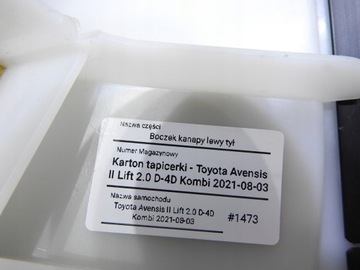 Nazwa części
Boczek kanapy lewy tył
Numer Magazynowy
Karton tapicerki - Toyota Avensis
II Lift 2.0 D-4D Kombi 2021-08-03
Nazwa samochodu
Toyota Avensis II Lift 2.0 D-4D
Kombi 2021-08-03
#1473